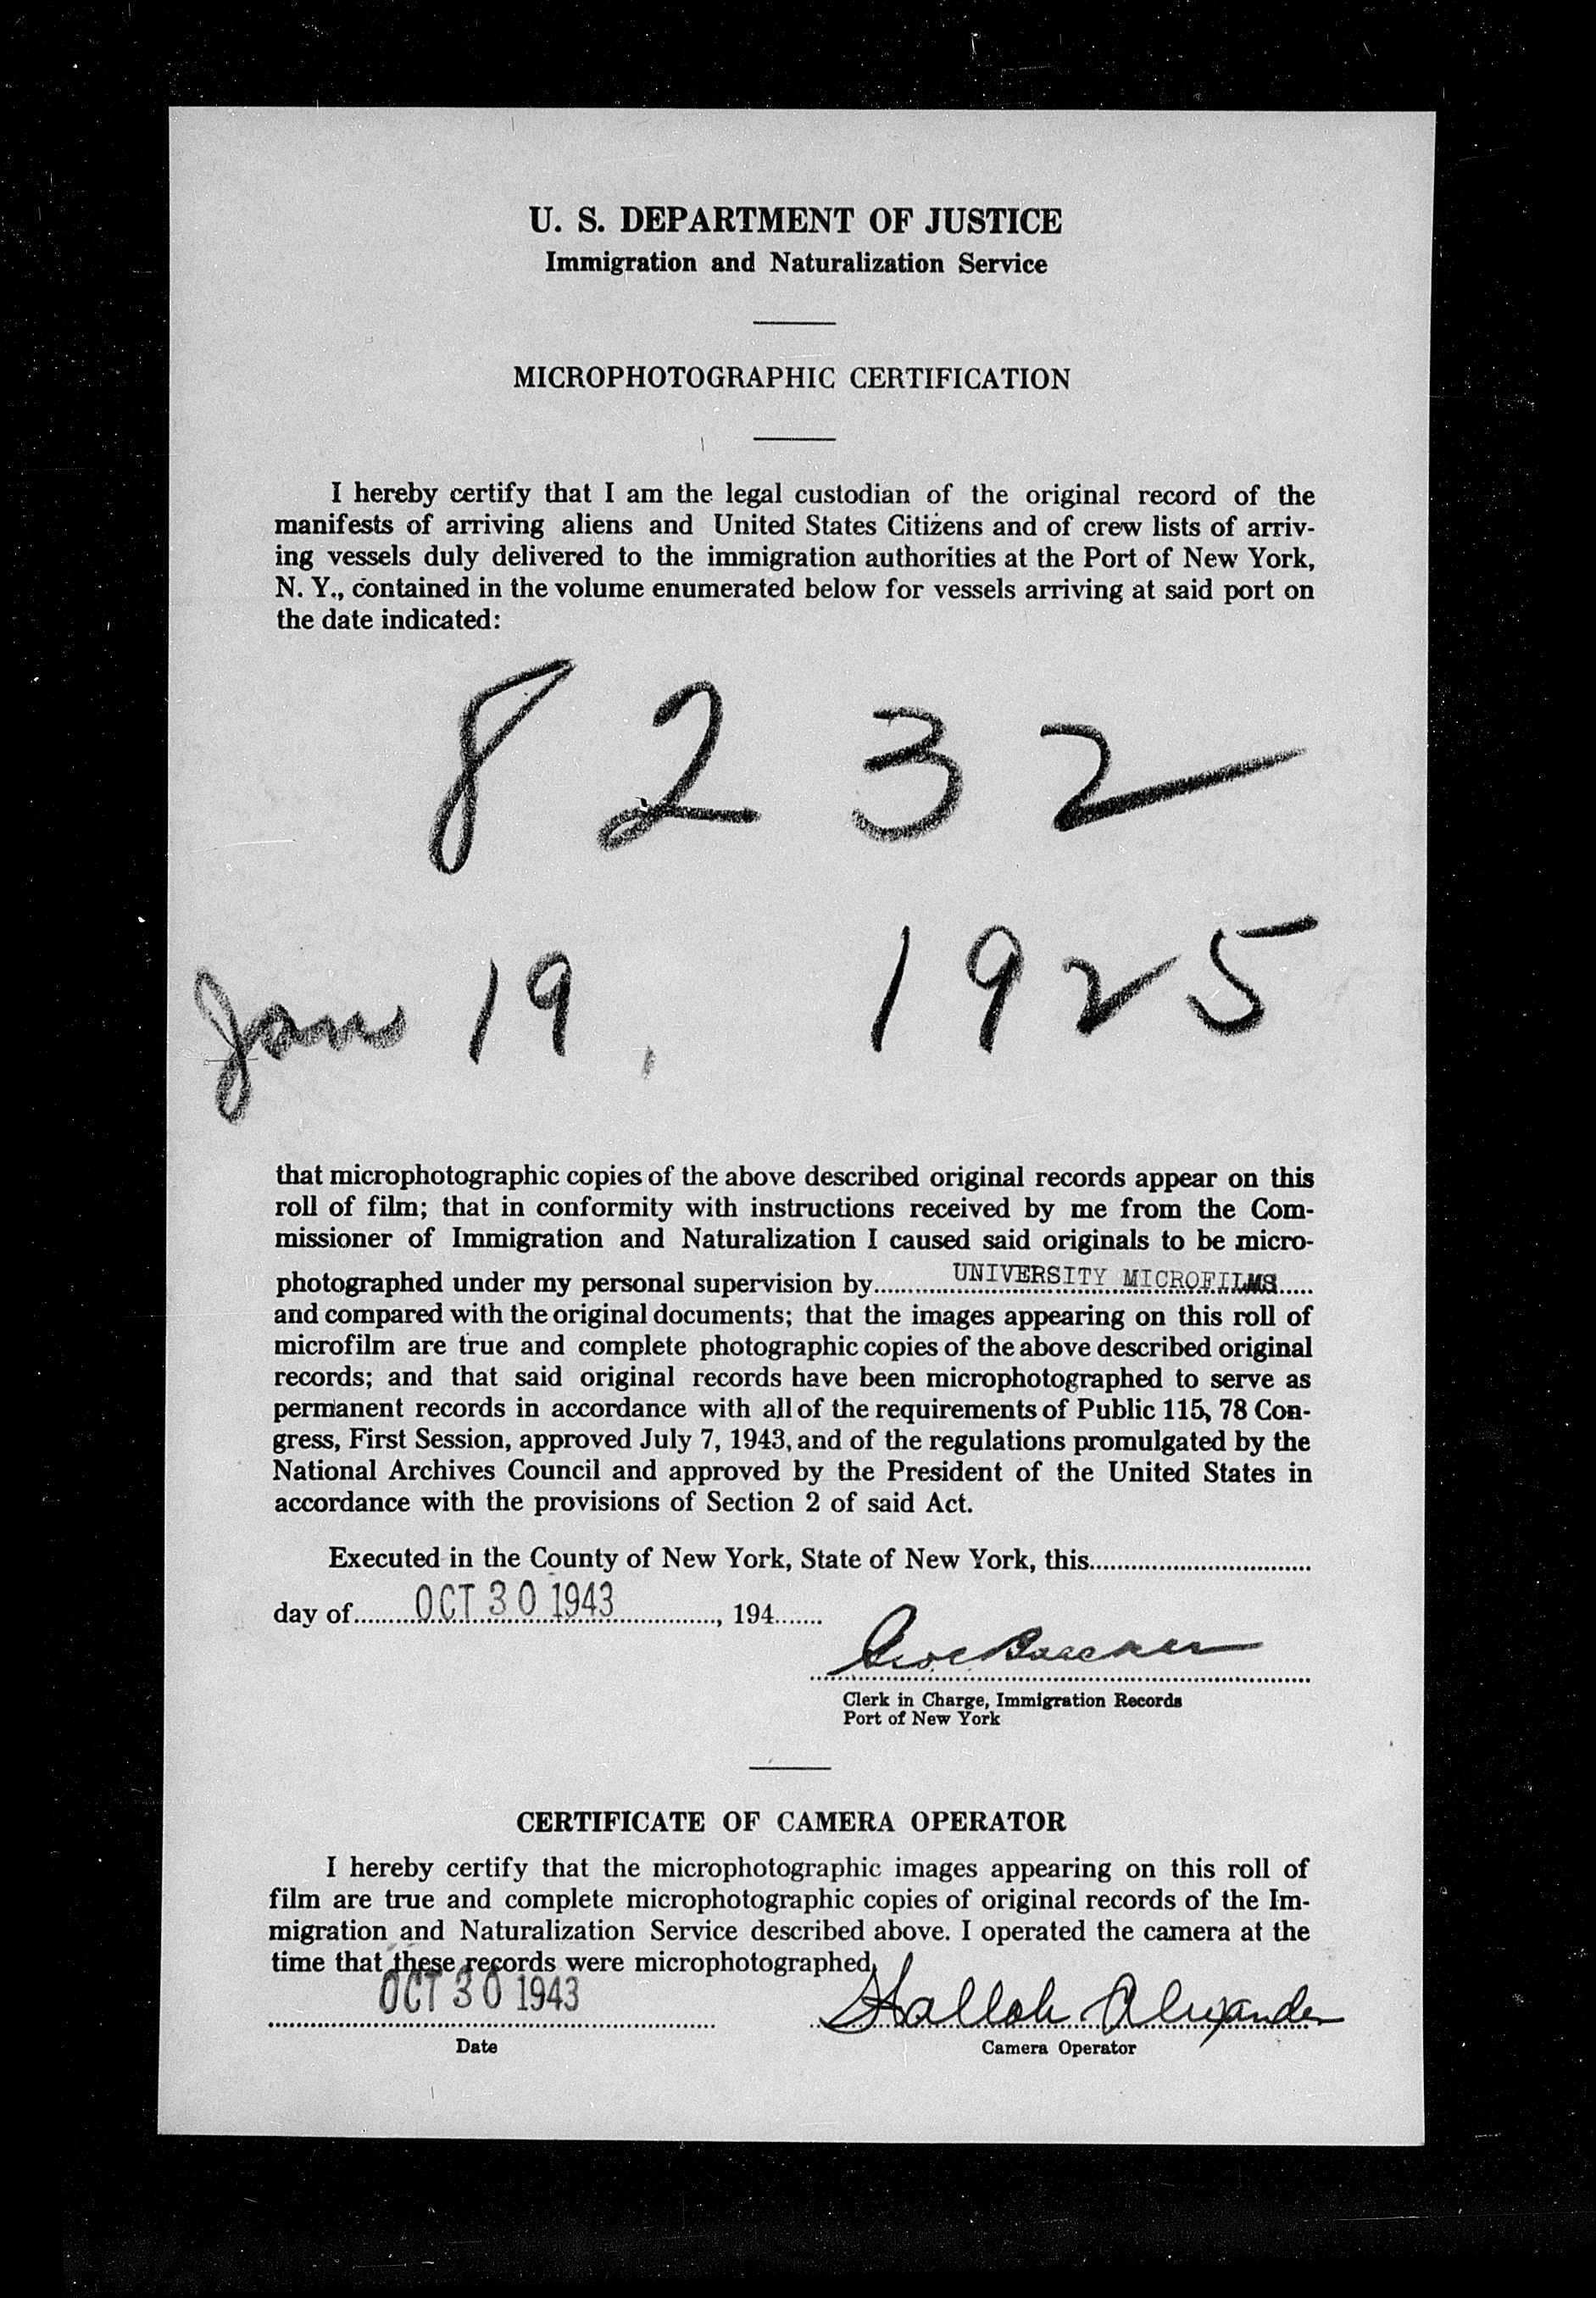 U. S. DEPARTMENT OF JUSTICE
Immigration and Naturalization Service
MICROPHOTOGRAPHIC CERTIFICATION
I hereby certify that I am the legal custodian of the original record of the
manifests of arriving aliens and United States Citizens and of crew lists of arriv-
ing vessels duly delivered to the immigration authorities at the Port of New York,
N. Y., contained in the volume enumerated below for vessels arriving at said port on
the date indicated:
8232
Jan 19, 1925
that microphotographic copies of the above described original records appear on this
roll of film; that in conformity with instructions received by me from the Com-
missioner of Immigration and Naturalization I caused said originals to be micro-
photographed under my personal supervision by UNIVERSITY MICROFILMS
and compared with the original documents; that the images appearing on this roll of
microfilm are true and complete photographic copies of the above described original
records; and that said original records have been microphotographed to serve as
permanent records in accordance with all of the requirements of Public 115, 78 Con-
gress, First Session, approved July 7, 1943, and of the regulations promulgated by the
National Archives Council and approved by the President of the United States in
accordance with the provisions of Section 2 of said Act.
Executed in the County of New York, State of New York, this
day of OCT 30 1943, 194
Clerk in Charge, Immigration Records
Port of New York
CERTIFICATE OF CAMERA OPERATOR
I hereby certify that the microphotographic images appearing on this roll of
film are true and complete microphotographic copies of original records of the Im-
migration and Naturalization Service described above. I operated the camera at the
time that these records were microphotographed.
OCT 30 1943 Alexander
Date Camera Operator